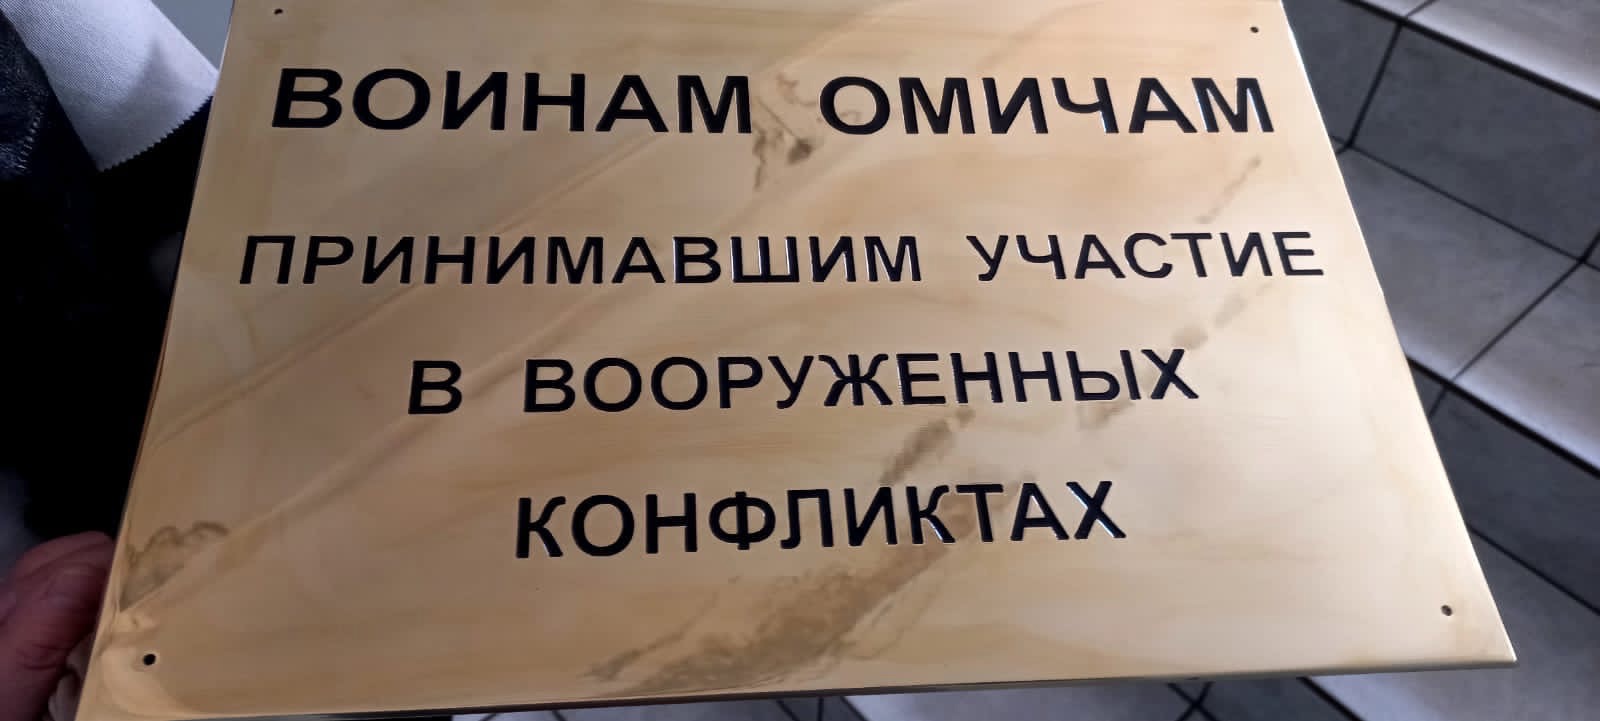 ВОИНАМ ОМИЧАМ
ПРИНИМАВШИМ УЧАСТИЕ
В ВООРУЖЕННЫХ
КОНФЛИКТАХ